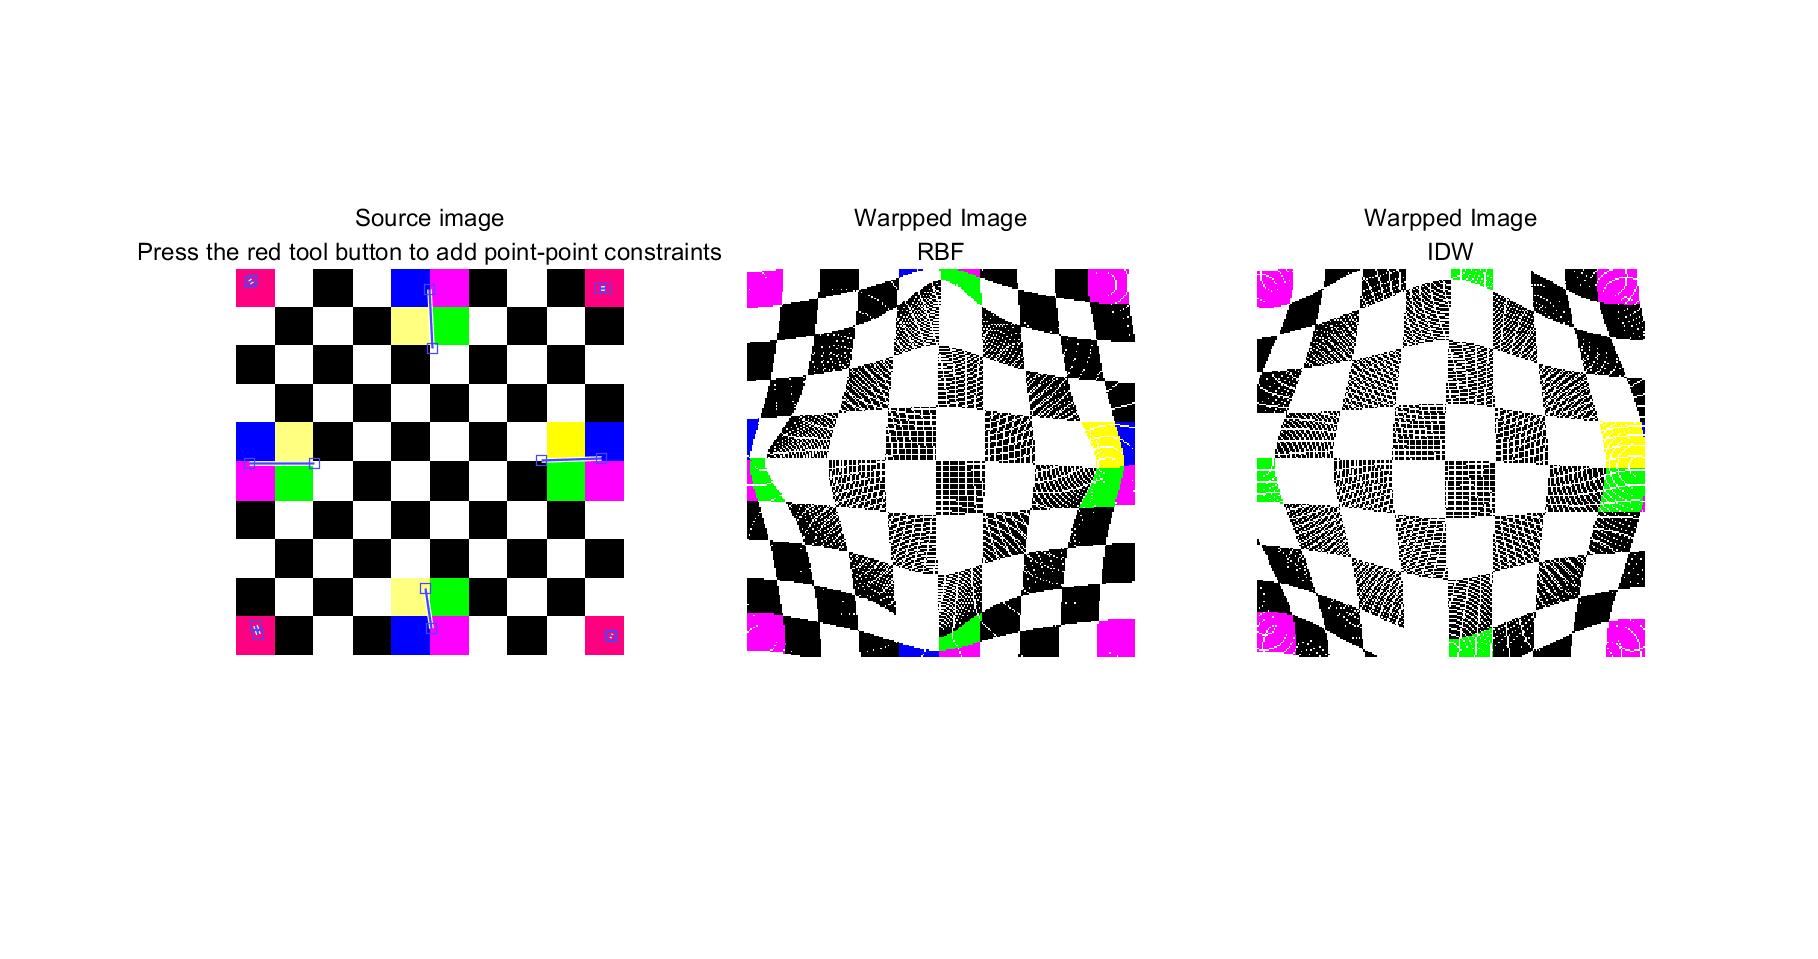 Source image
Press the red tool button to add point-point constraints
Warpped Image
RBF
Warpped Image
IDW